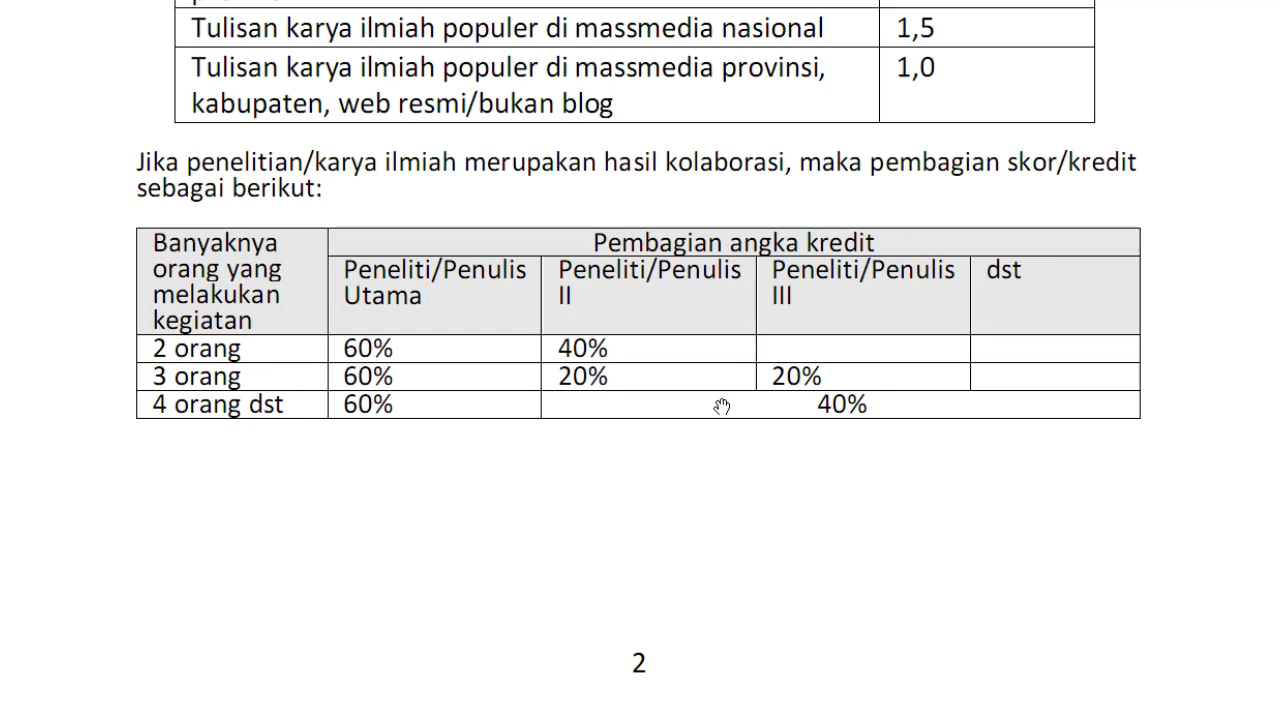 Tulisan karya ilmiah populer di massmedia nasional 1,5
Tulisan karya ilmiah populer di massmedia provinsi, 1,0
kabupaten, web resmi/bukan blog
Jika penelitian/karya ilmiah merupakan hasil kolaborasi, maka pembagian skor/kredit
sebagai berikut:
Banyaknya
orang yang
melakukan
kegiatan
Pembagian angka kredit
Peneliti/Penulis
Utama
Peneliti/Penulis
II
Peneliti/Penulis
III
dst
2 orang 60% 40%
3 orang 60% 20% 20%
4 orang dst 60% 40%
2